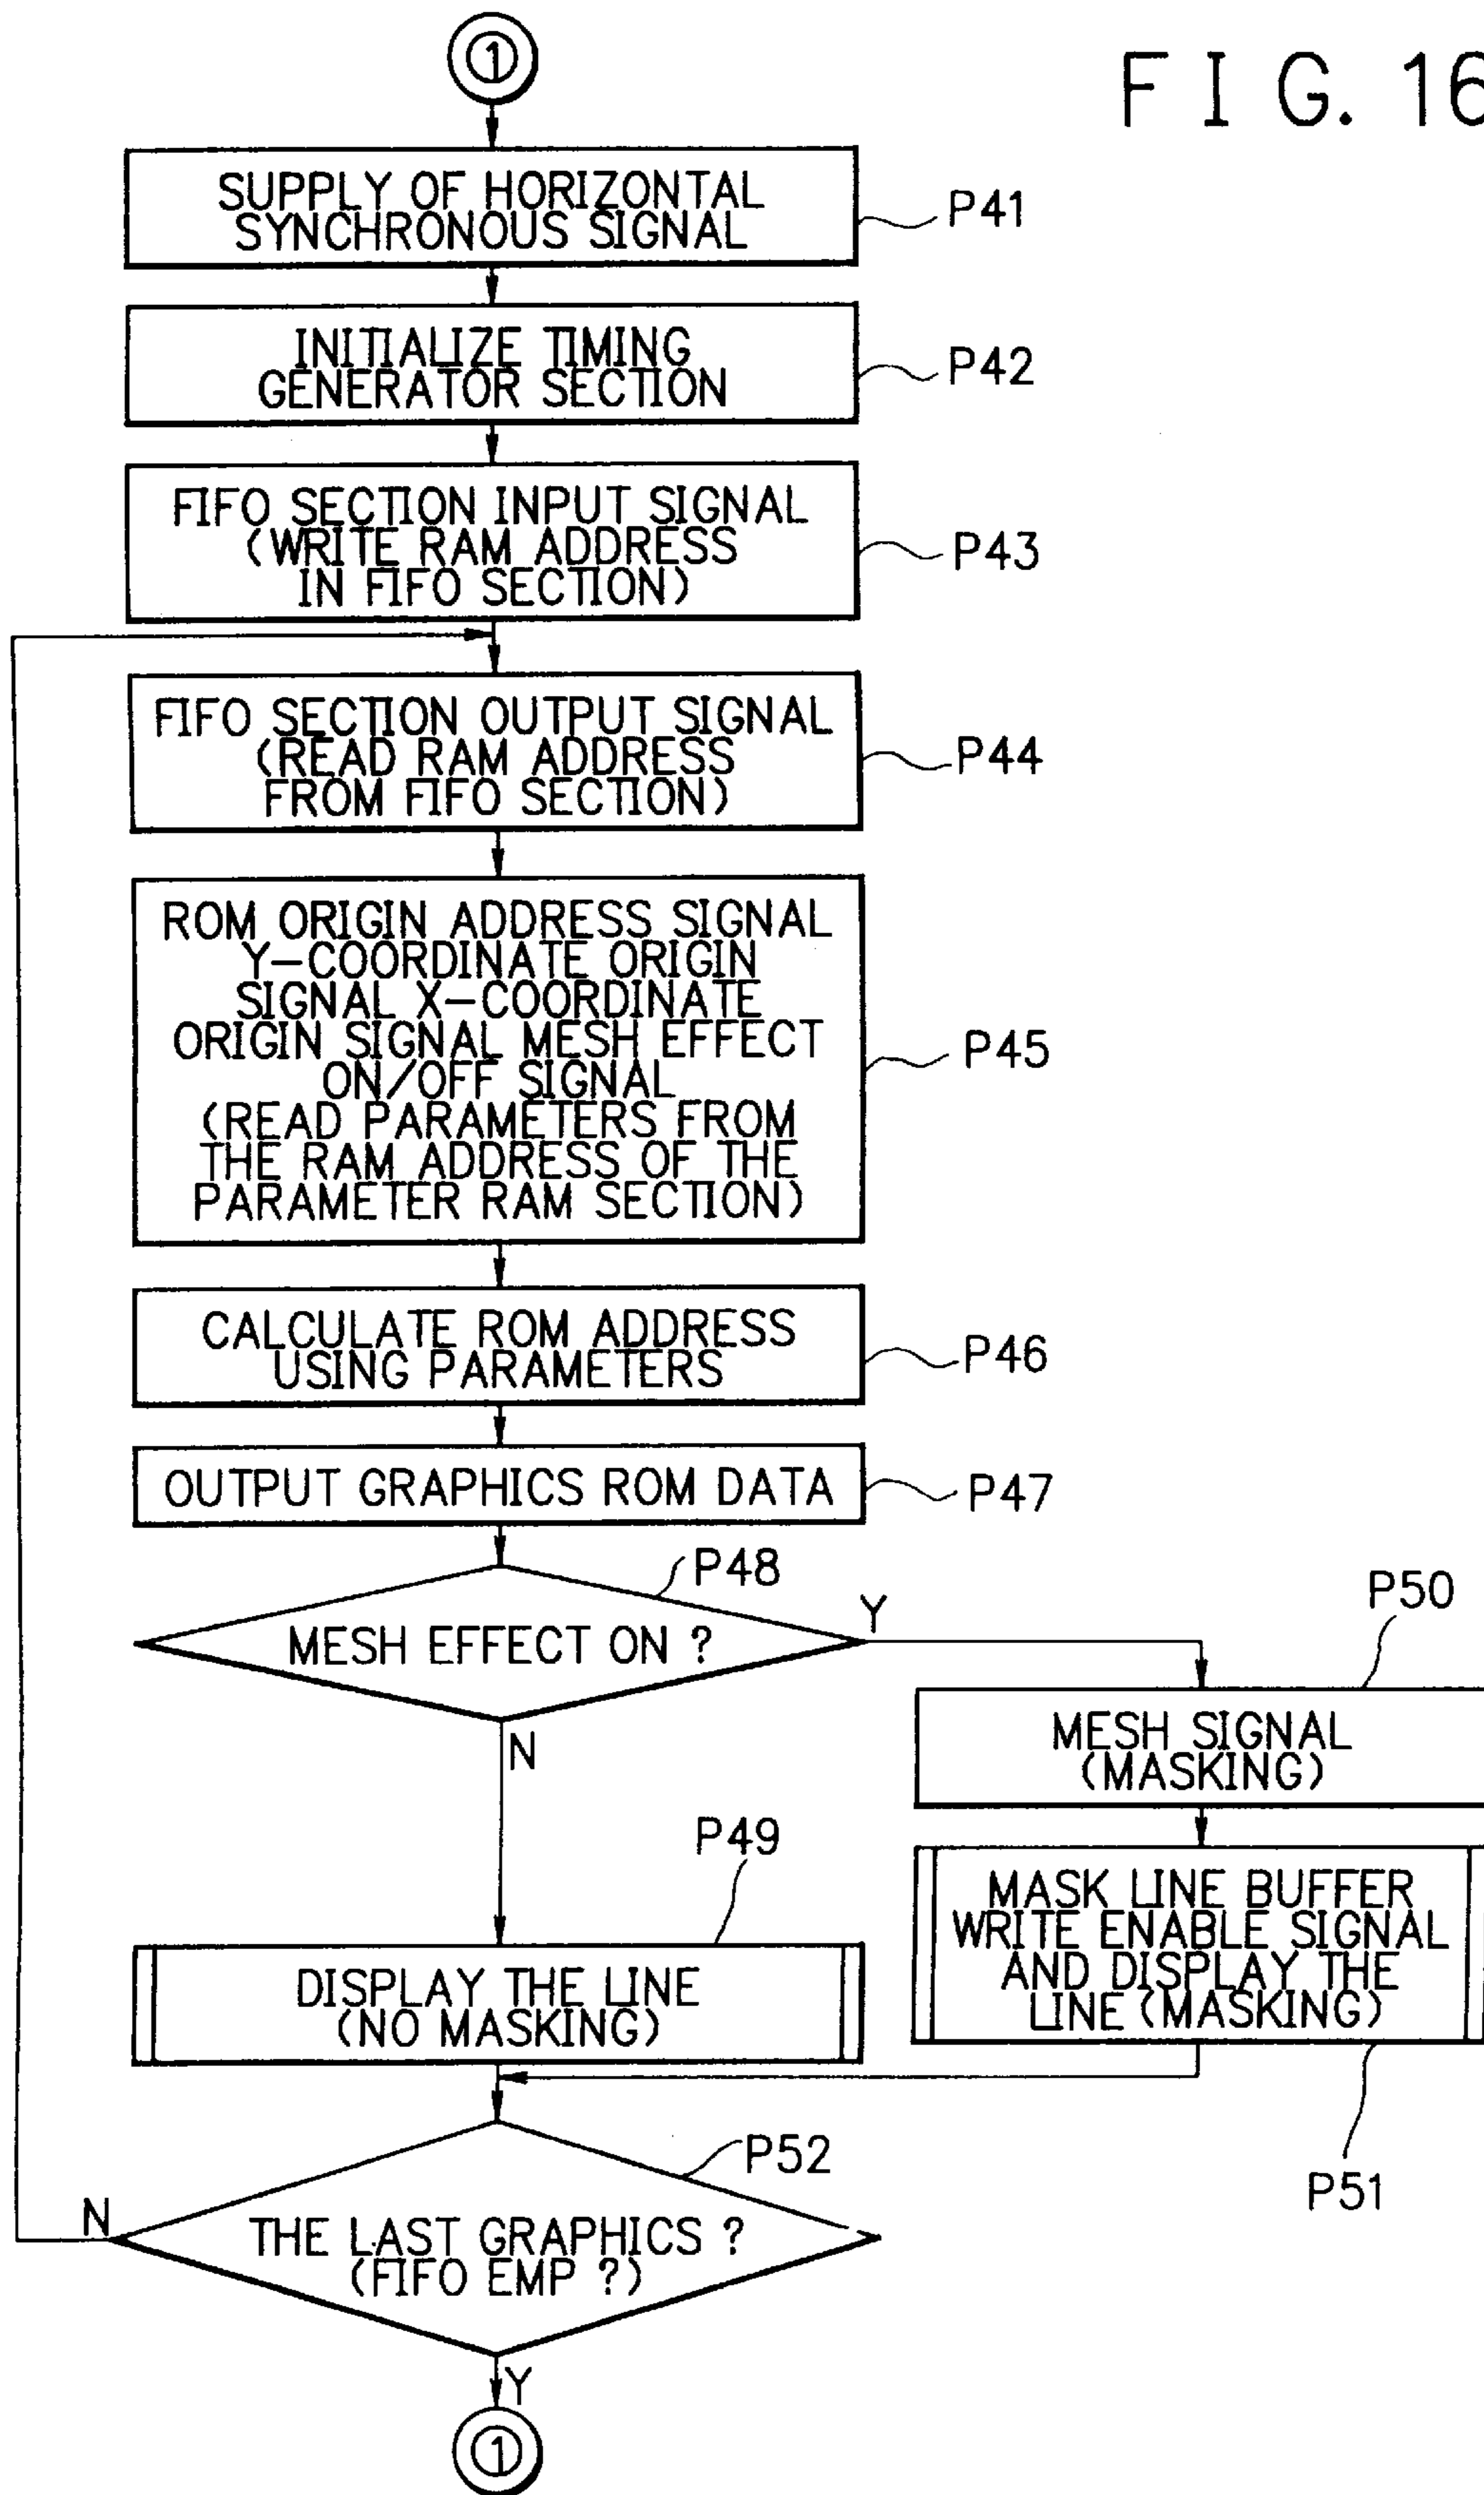 1
F I G. 16
SUPPLY OF HORIZONTAL
SYNCHRONOUS SIGNAL
P41
INITIALIZE TIMING
GENERATOR SECTION
P42
FIFO SECTION INPUT SIGNAL
(WRITE RAM ADDRESS
IN FIFO SECTION)
P43
FIFO SECTION OUTPUT SIGNAL
(READ RAM ADDRESS
FROM FIFO SECTION)
P44
ROM ORIGIN ADDRESS SIGNAL
Y-COORDINATE ORIGIN
SIGNAL X-COORDINATE
ORIGIN SIGNAL MESH EFFECT
ON/OFF SIGNAL
(READ PARAMETERS FROM
THE RAM ADDRESS OF THE
PARAMETER RAM SECTION)
P45
CALCULATE ROM ADDRESS
USING PARAMETERS
P46
OUTPUT GRAPHICS ROM DATA
P47
P48
MESH EFFECT ON ?
Y
N
P50
MESH SIGNAL
(MASKING)
P49
DISPLAY THE LINE
(NO MASKING)
MASK LINE BUFFER
WRITE ENABLE SIGNAL
AND DISPLAY THE
LINE (MASKING)
P51
P52
N
THE LAST GRAPHICS ?
(FIFO EMP ?)
Y
1